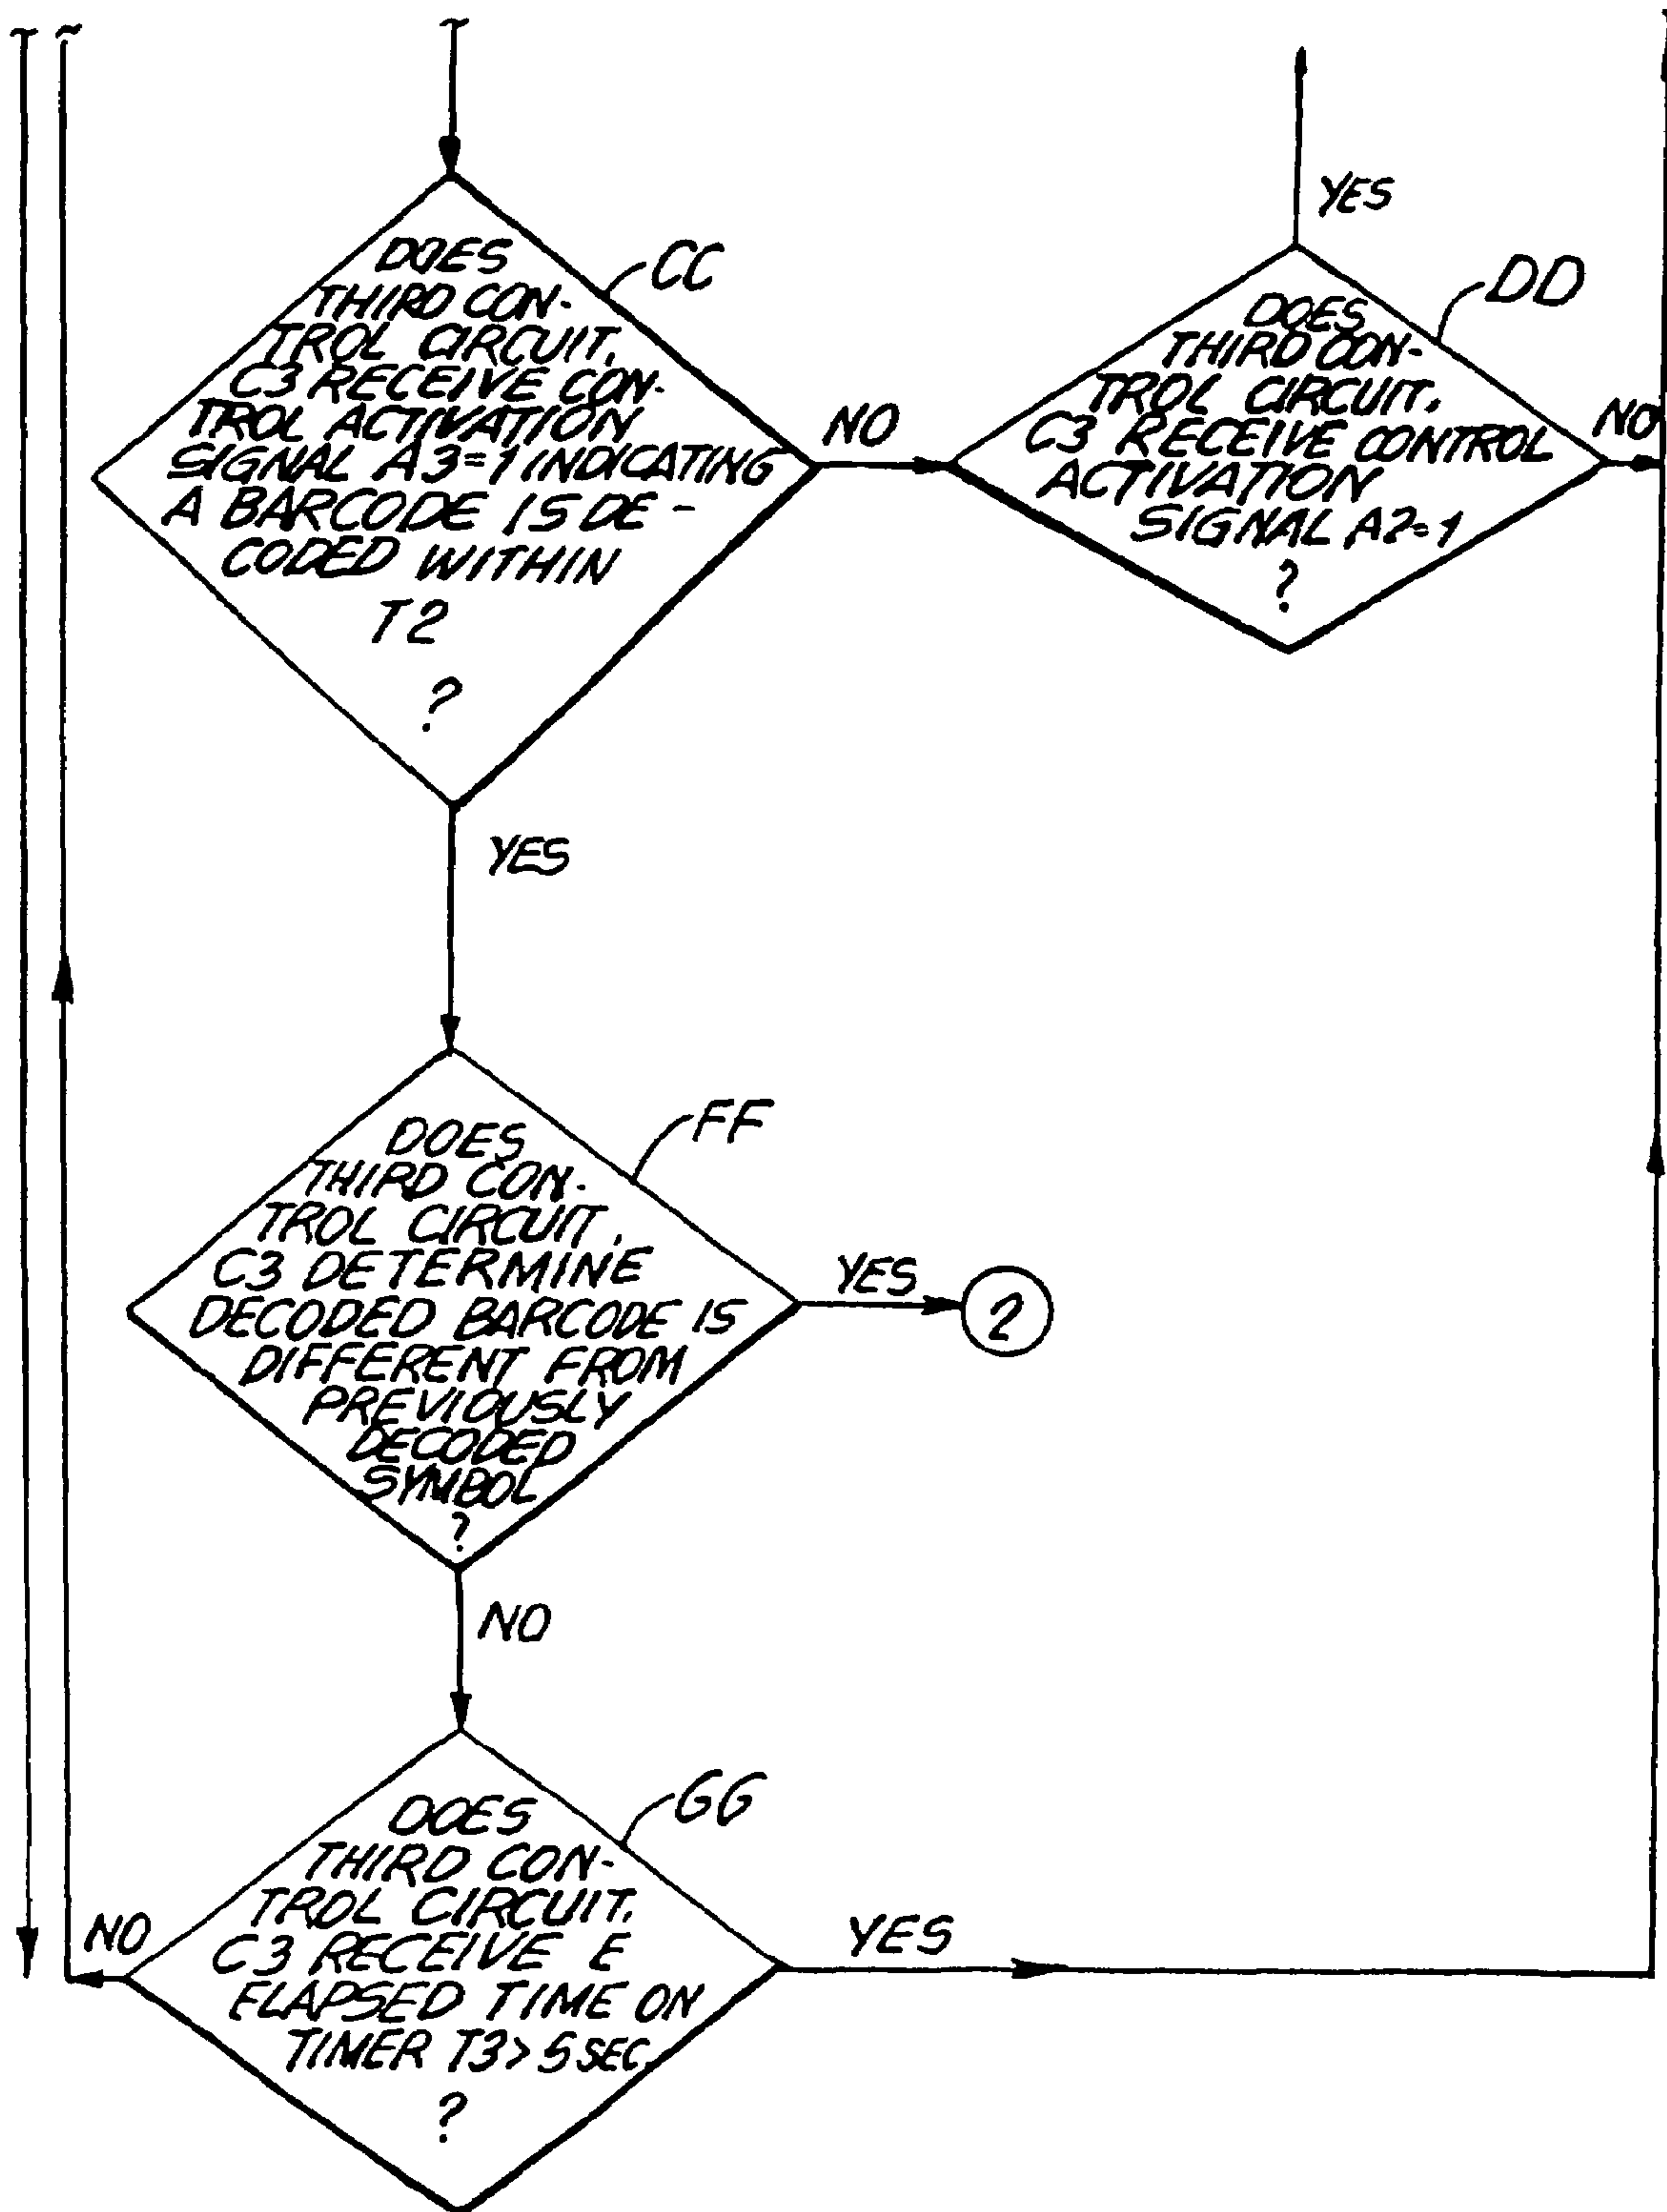 DOES
THIRD CON-
TROL CIRCUIT,
C3 RECEIVE CON-
TROL ACTIVATION
SIGNAL A3=1 INDICATING
A BARCODE IS DE-
CODED WITHIN
T2
?
CC
NO
YES
YES
DOES
THIRD CON-
TROL CIRCUIT,
C3 RECEIVE CONTROL
ACTIVATION
SIGNAL A2=1
?
DD
NO
DOES
THIRD CON-
TROL CIRCUIT,
C3 DETERMINE
DECODED BARCODE IS
DIFFERENT FROM
PREVIOUSLY
DECODED
SYMBOL
?
FF
YES
2
NO
DOES
THIRD CON-
TROL CIRCUIT,
C3 RECEIVE E
ELAPSED TIME ON
TIMER T3>5 SEC.
?
GG
NO
YES